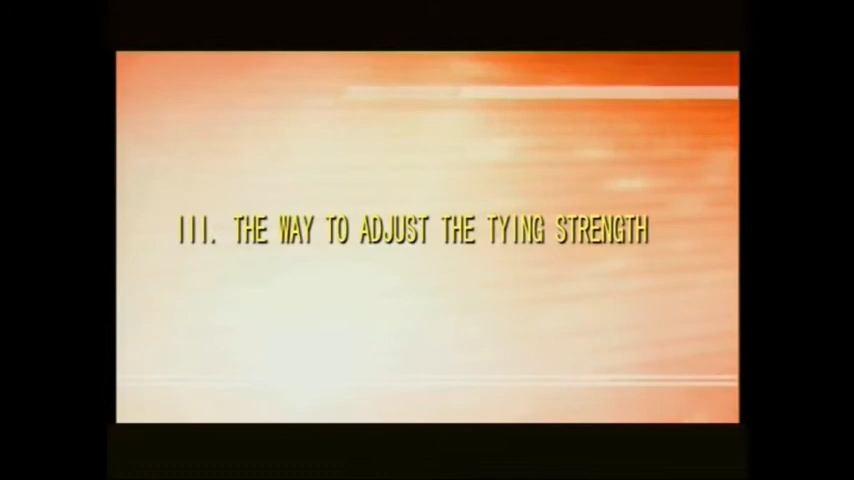 III. THE WAY TO ADJUST THE TYING STRENGTH